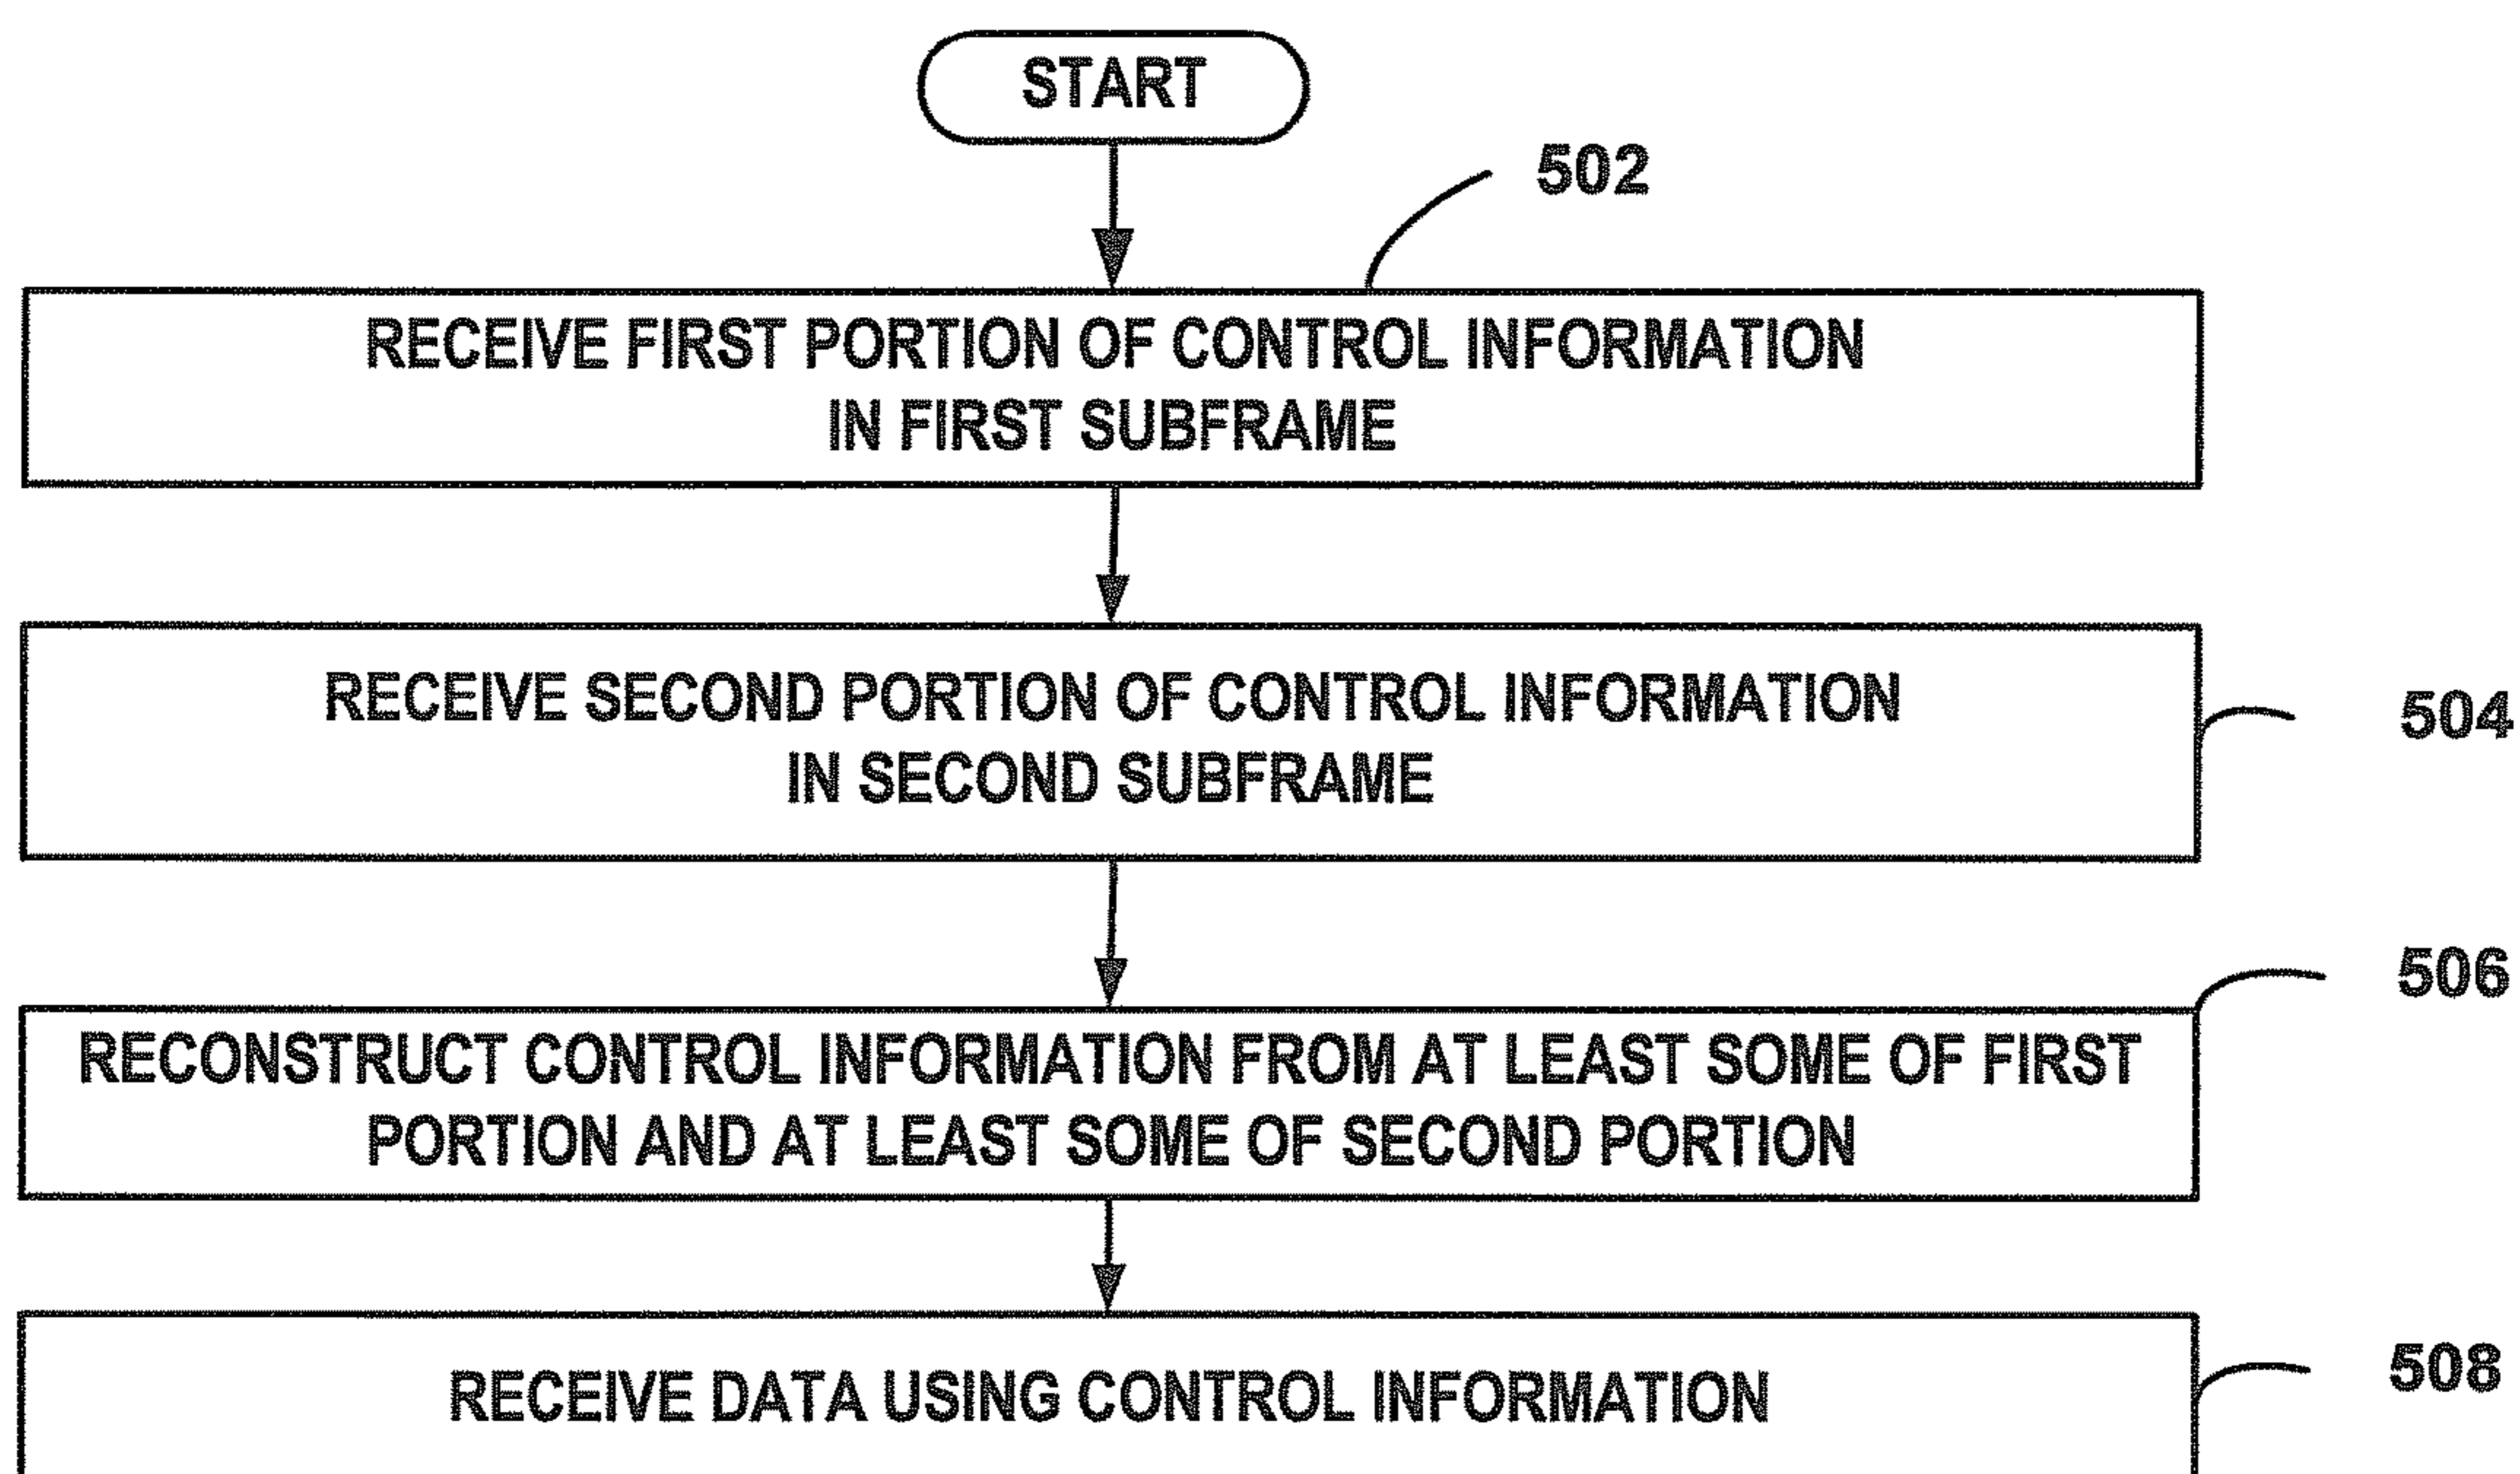 START
502
RECEIVE FIRST PORTION OF CONTROL INFORMATION
IN FIRST SUBFRAME
RECEIVE SECOND PORTION OF CONTROL INFORMATION
IN SECOND SUBFRAME
504
506
RECONSTRUCT CONTROL INFORMATION FROM AT LEAST SOME OF FIRST
PORTION AND AT LEAST SOME OF SECOND PORTION
RECEIVE DATA USING CONTROL INFORMATION
508